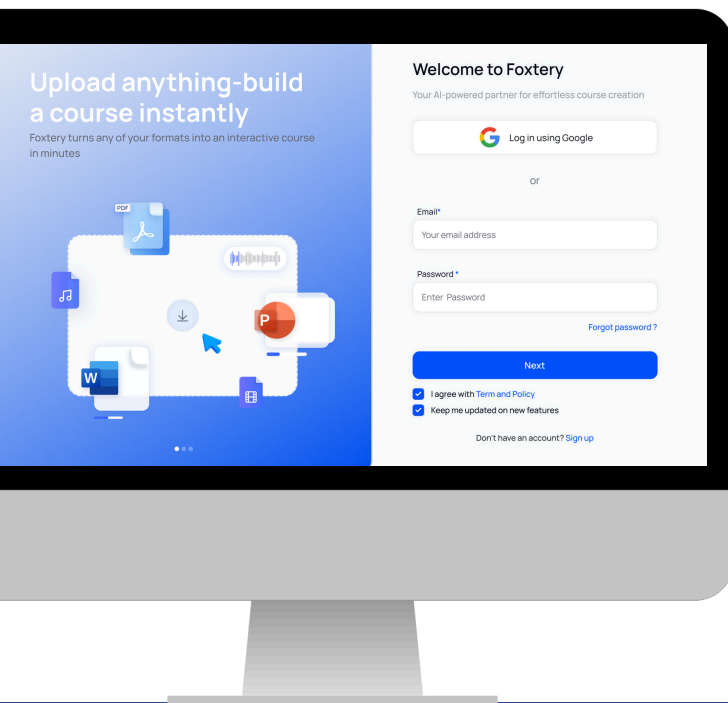 Upload anything-build
a course instantly
Foxtery turns any of your formats into an interactive course
in minutes
PDF
P
W
Welcome to Foxtery
Your AI-powered partner for effortless course creation
Log in using Google
or
Email*
Your email address
Password *
Enter Password
Forgot password ?
Next
I agree with Term and Policy
Keep me updated on new features
Don't have an account? Sign up